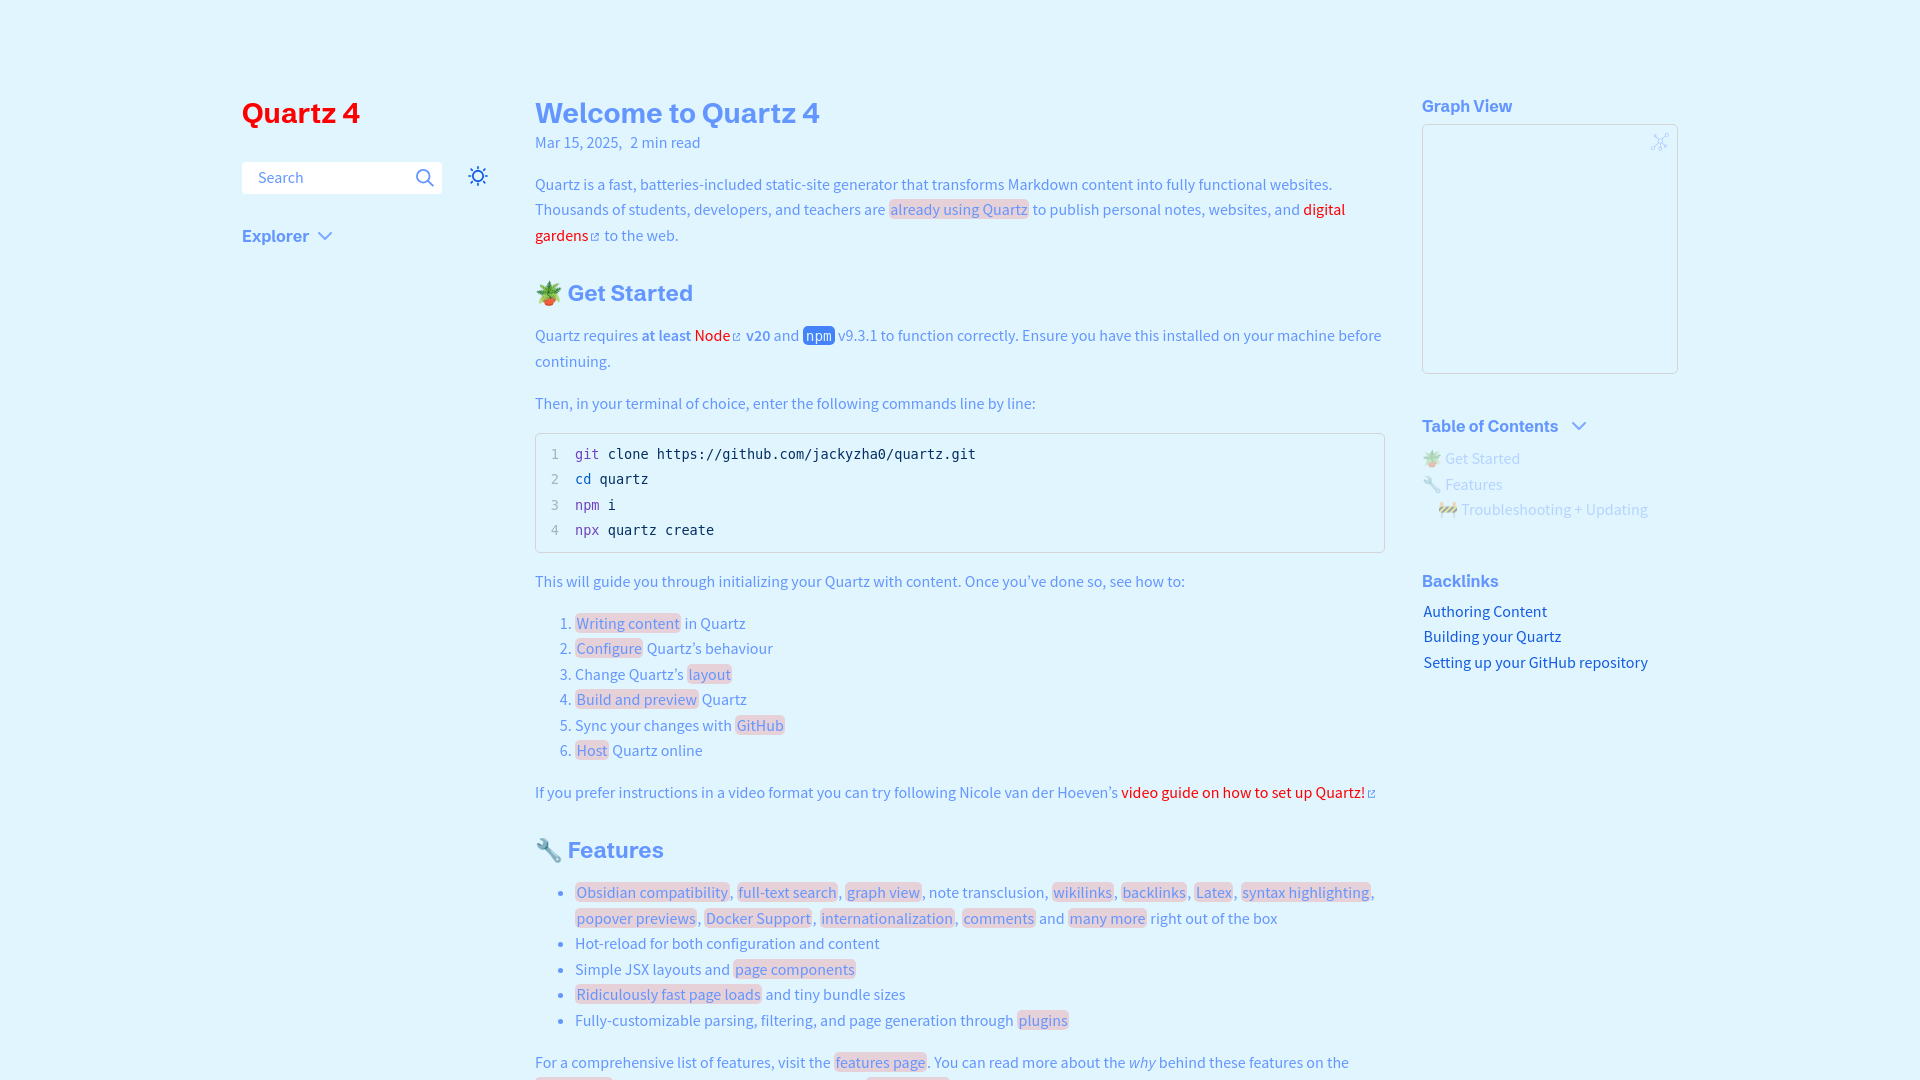 Quartz 4
Search
Explorer
Welcome to Quartz 4
Mar 15, 2025, 2 min read
Quartz is a fast, batteries-included static-site generator that transforms Markdown content into fully functional websites.
Thousands of students, developers, and teachers are already using Quartz to publish personal notes, websites, and digital
gardens to the web.
🪴 Get Started
Quartz requires at least Node v20 and npm v9.3.1 to function correctly. Ensure you have this installed on your machine before
continuing.
Then, in your terminal of choice, enter the following commands line by line:
1 git clone https://github.com/jackyzha0/quartz.git
2 cd quartz
3 npm i
4 npx quartz create
This will guide you through initializing your Quartz with content. Once you’ve done so, see how to:
1. Writing content in Quartz
2. Configure Quartz’s behaviour
3. Change Quartz’s layout
4. Build and preview Quartz
5. Sync your changes with GitHub
6. Host Quartz online
If you prefer instructions in a video format you can try following Nicole van der Hoeven’s video guide on how to set up Quartz!
🔧 Features
• Obsidian compatibility, full-text search, graph view, note transclusion, wikilinks, backlinks, Latex, syntax highlighting,
popover previews, Docker Support, internationalization, comments and many more right out of the box
• Hot-reload for both configuration and content
• Simple JSX layouts and page components
• Ridiculously fast page loads and tiny bundle sizes
• Fully-customizable parsing, filtering, and page generation through plugins
For a comprehensive list of features, visit the features page. You can read more about the why behind these features on the
Graph View
Table of Contents
🪴 Get Started
🔧 Features
🚧 Troubleshooting + Updating
Backlinks
Authoring Content
Building your Quartz
Setting up your GitHub repository